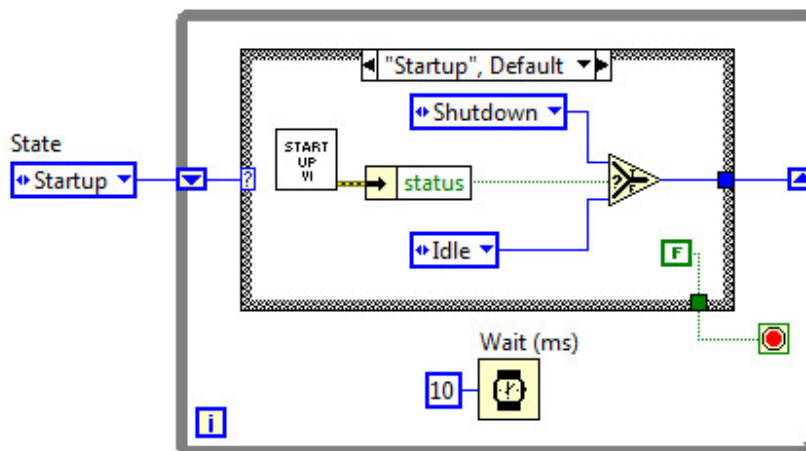 "Startup", Default
Shutdown
State
START
UP
VI
Startup
?
status
?
T
F
Idle
F
Wait (ms)
10
i